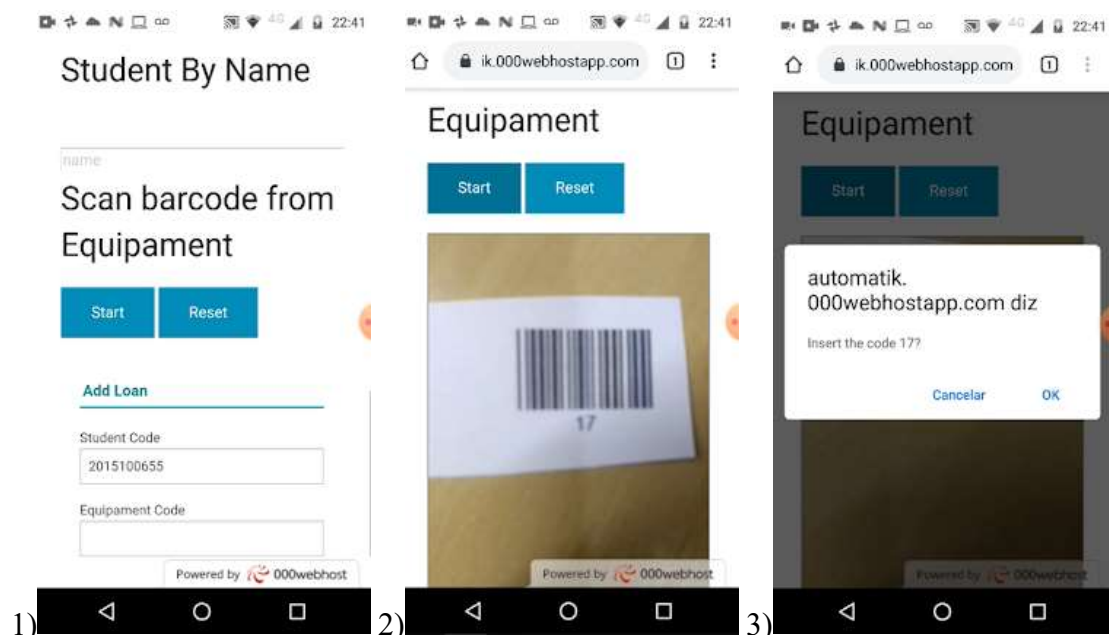 22:41
Student By Name
name
Scan barcode from
Equipament
Start Reset
Add Loan
Student Code
2015100655
Equipament Code
Powered by 000webhost
1)
4G 22:41
ik.000webhostapp.com 1
Equipament
Start Reset
17
Powered by 000webhost
2)
4G 22:41
ik.000webhostapp.com 1
Equipament
Start Reset
automatik.
000webhostapp.com diz
Insert the code 17?
Cancelar OK
Powered by 000webhost
3)